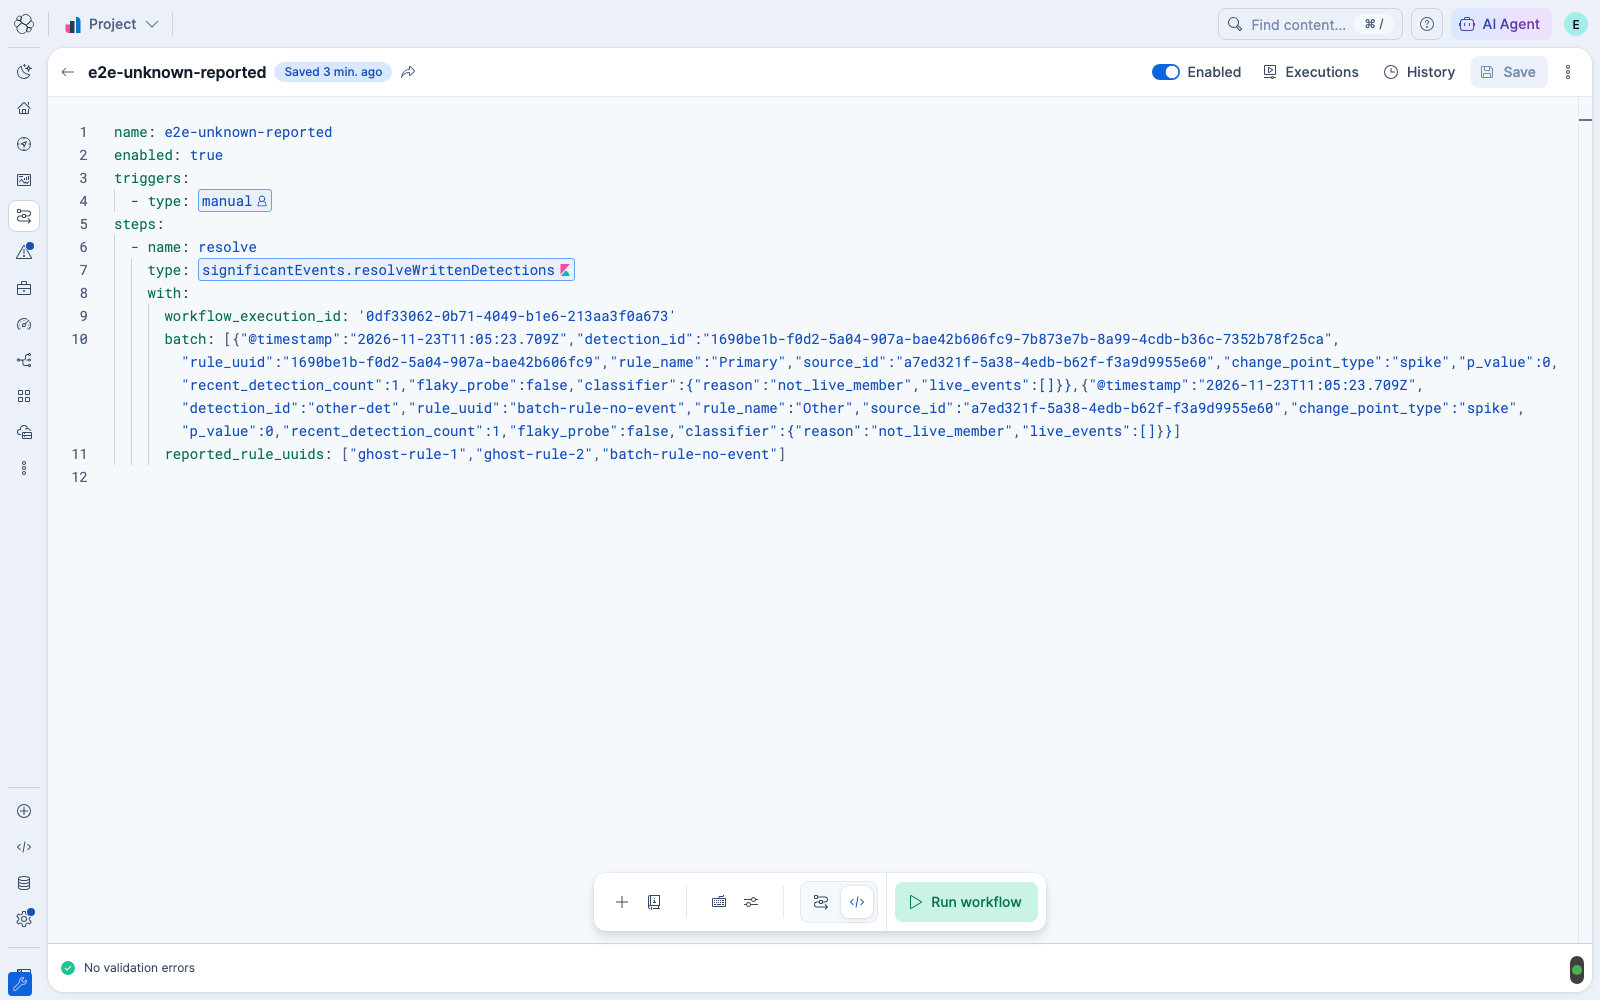 Project
Find content...
⌘ /
AI Agent
E
e2e-unknown-reported
Saved 3 min. ago
Enabled
Executions
History
Save
1 name: e2e-unknown-reported
2 enabled: true
3 triggers:
4 - type: manual
5 steps:
6 - name: resolve
7 type: significantEvents.resolveWrittenDetections
8 with:
9 workflow_execution_id: '0df33062-0b71-4049-b1e6-213aa3f0a673'
10 batch: [{"@timestamp":"2026-11-23T11:05:23.709Z","detection_id":"1690be1b-f0d2-5a04-907a-bae42b606fc9-7b873e7b-8a99-4cdb-b36c-7352b78f25ca",
"rule_uuid":"1690be1b-f0d2-5a04-907a-bae42b606fc9","rule_name":"Primary","source_id":"a7ed321f-5a38-4edb-b62f-f3a9d9955e60","change_point_type":"spike","p_value":0,
"recent_detection_count":1,"flaky_probe":false,"classifier":{"reason":"not_live_member","live_events":[]}},{"@timestamp":"2026-11-23T11:05:23.709Z",
"detection_id":"other-det","rule_uuid":"batch-rule-no-event","rule_name":"Other","source_id":"a7ed321f-5a38-4edb-b62f-f3a9d9955e60","change_point_type":"spike",
"p_value":0,"recent_detection_count":1,"flaky_probe":false,"classifier":{"reason":"not_live_member","live_events":[]}}]
11 reported_rule_uuids: ["ghost-rule-1","ghost-rule-2","batch-rule-no-event"]
12
Run workflow
No validation errors